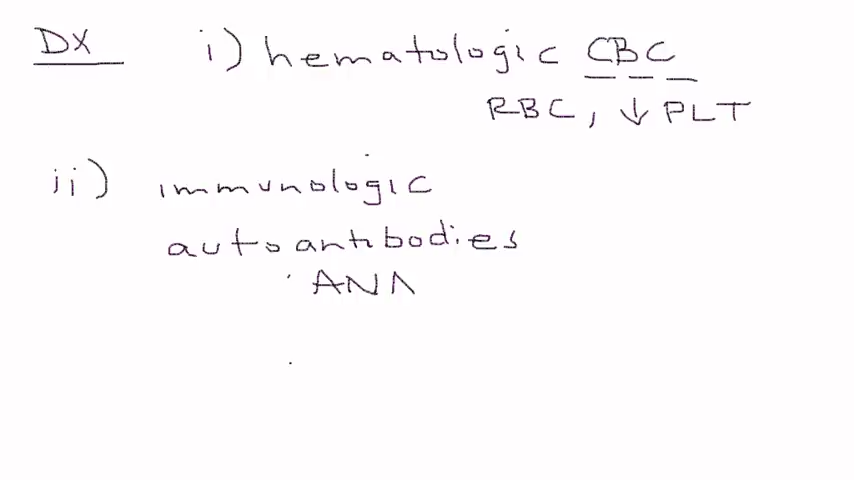 DX i) hematologic CBC
RBC, ↓ PLT
ii) immunologic
autoantibodies
ANA